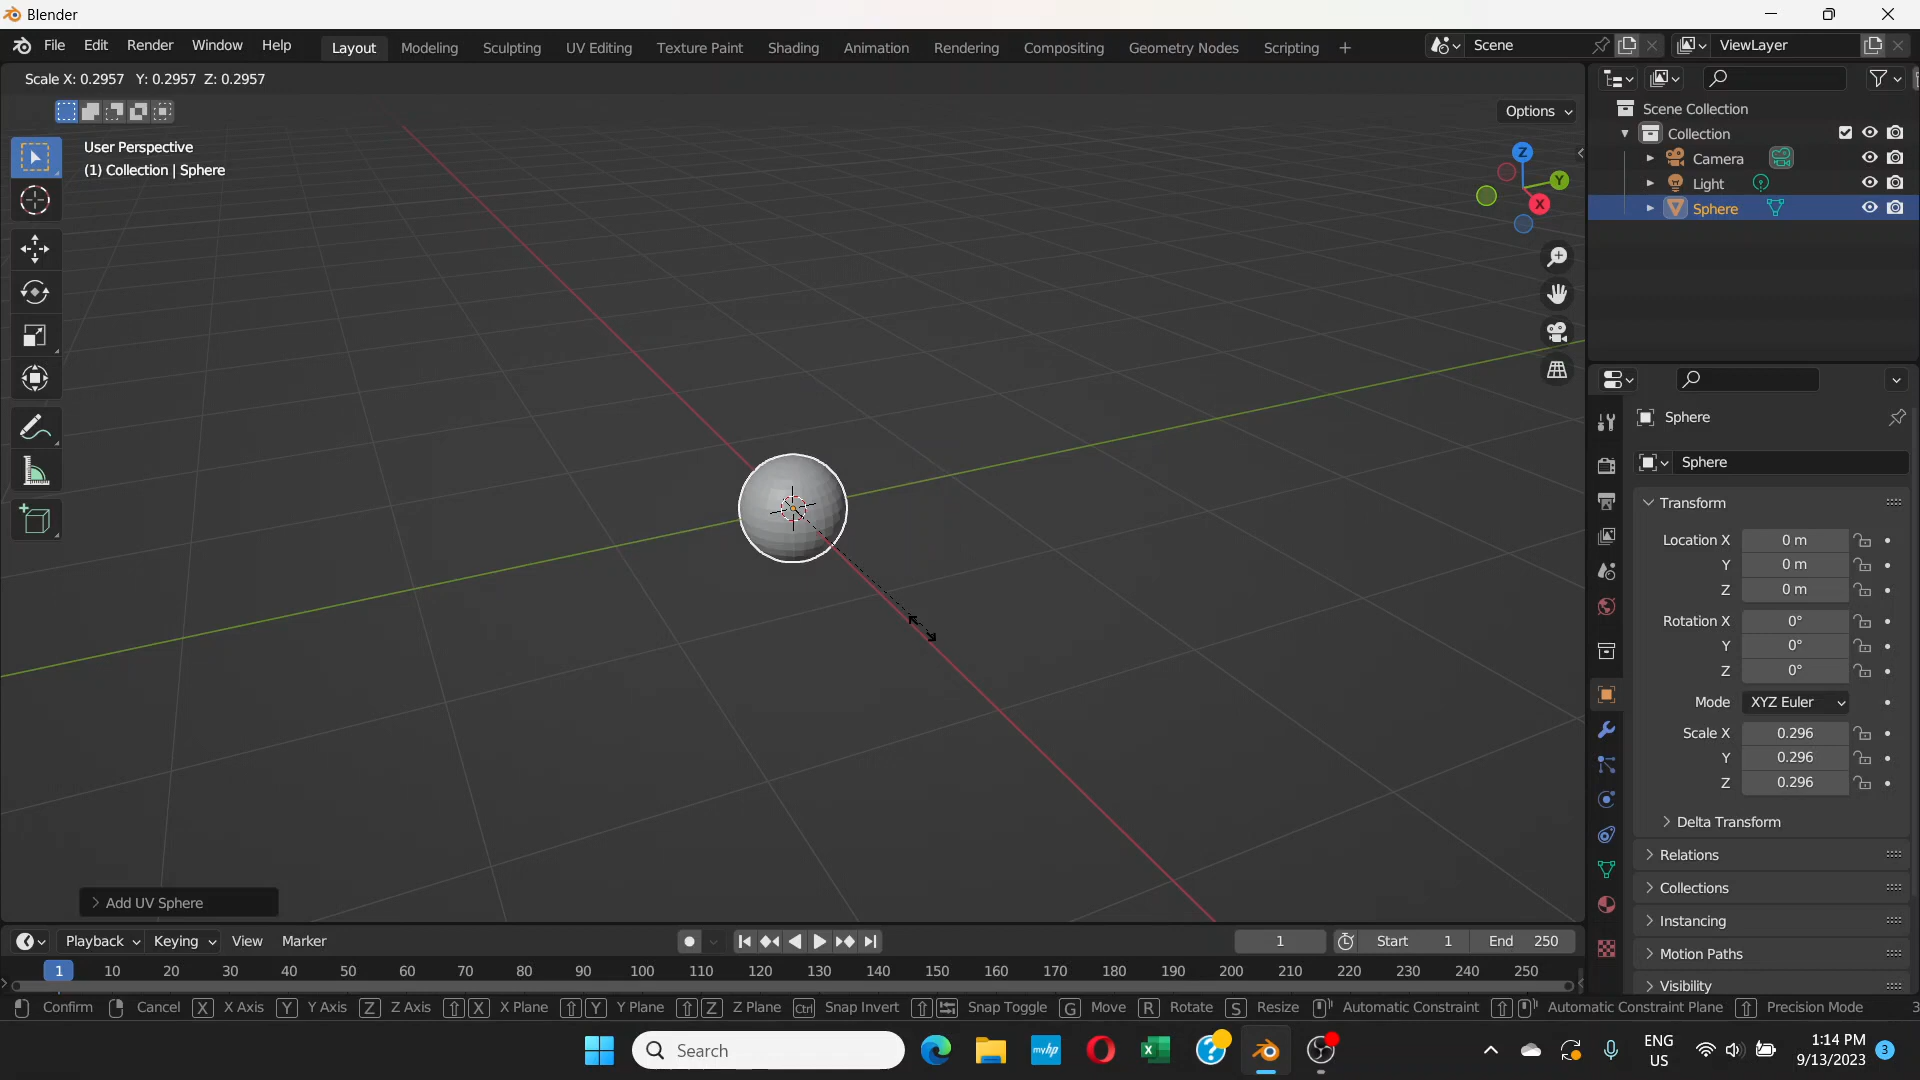 Blender
File Edit Render Window Help Layout Modeling Sculpting UV Editing Texture Paint Shading Animation Rendering Compositing Geometry Nodes Scripting + Scene ViewLayer
Scale X: 0.2957 Y: 0.2957 Z: 0.2957
Options
User Perspective
(1) Collection | Sphere
Z
Y
X
Scene Collection
Collection
Camera
Light
Sphere
Sphere
Sphere
Transform
Location X 0 m
Y 0 m
Z 0 m
Rotation X 0°
Y 0°
Z 0°
Mode XYZ Euler
Scale X 0.296
Y 0.296
Z 0.296
Delta Transform
Relations
Collections
Instancing
Motion Paths
Visibility
Add UV Sphere
Playback Keying View Marker 1 Start 1 End 250
1 10 20 30 40 50 60 70 80 90 100 110 120 130 140 150 160 170 180 190 200 210 220 230 240 250
Confirm Cancel X X Axis Y Y Axis Z Z Axis X X Plane Y Y Plane Z Z Plane Ctrl Snap Invert Snap Toggle G Move R Rotate S Resize Automatic Constraint Automatic Constraint Plane Precision Mode 3
Search
myhp
ENG
US
1:14 PM
9/13/2023
3